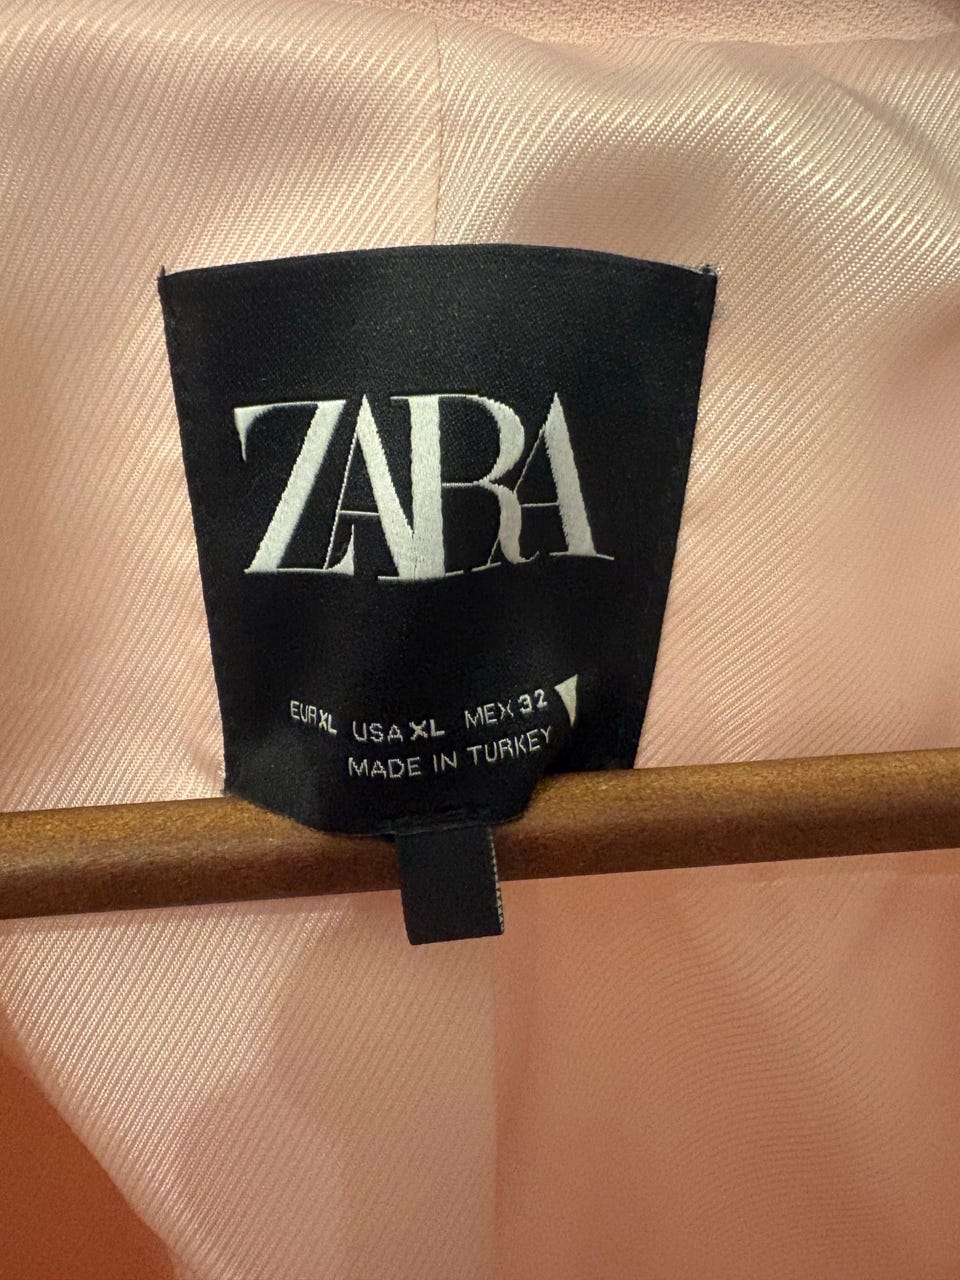 ZARA
EUR XL USA XL MEX 32
MADE IN TURKEY